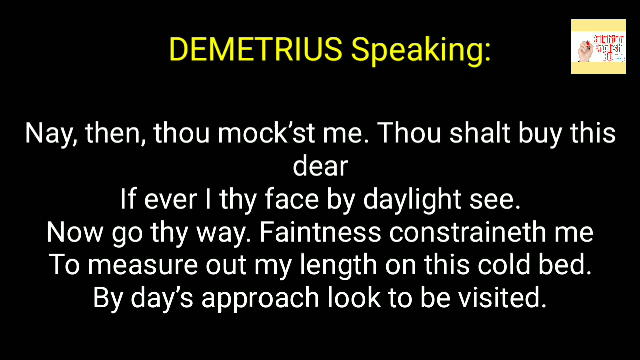 DEMETRIUS Speaking:
Nay, then, thou mock’st me. Thou shalt buy this
dear
If ever I thy face by daylight see.
Now go thy way. Faintness constraineth me
To measure out my length on this cold bed.
By day’s approach look to be visited.